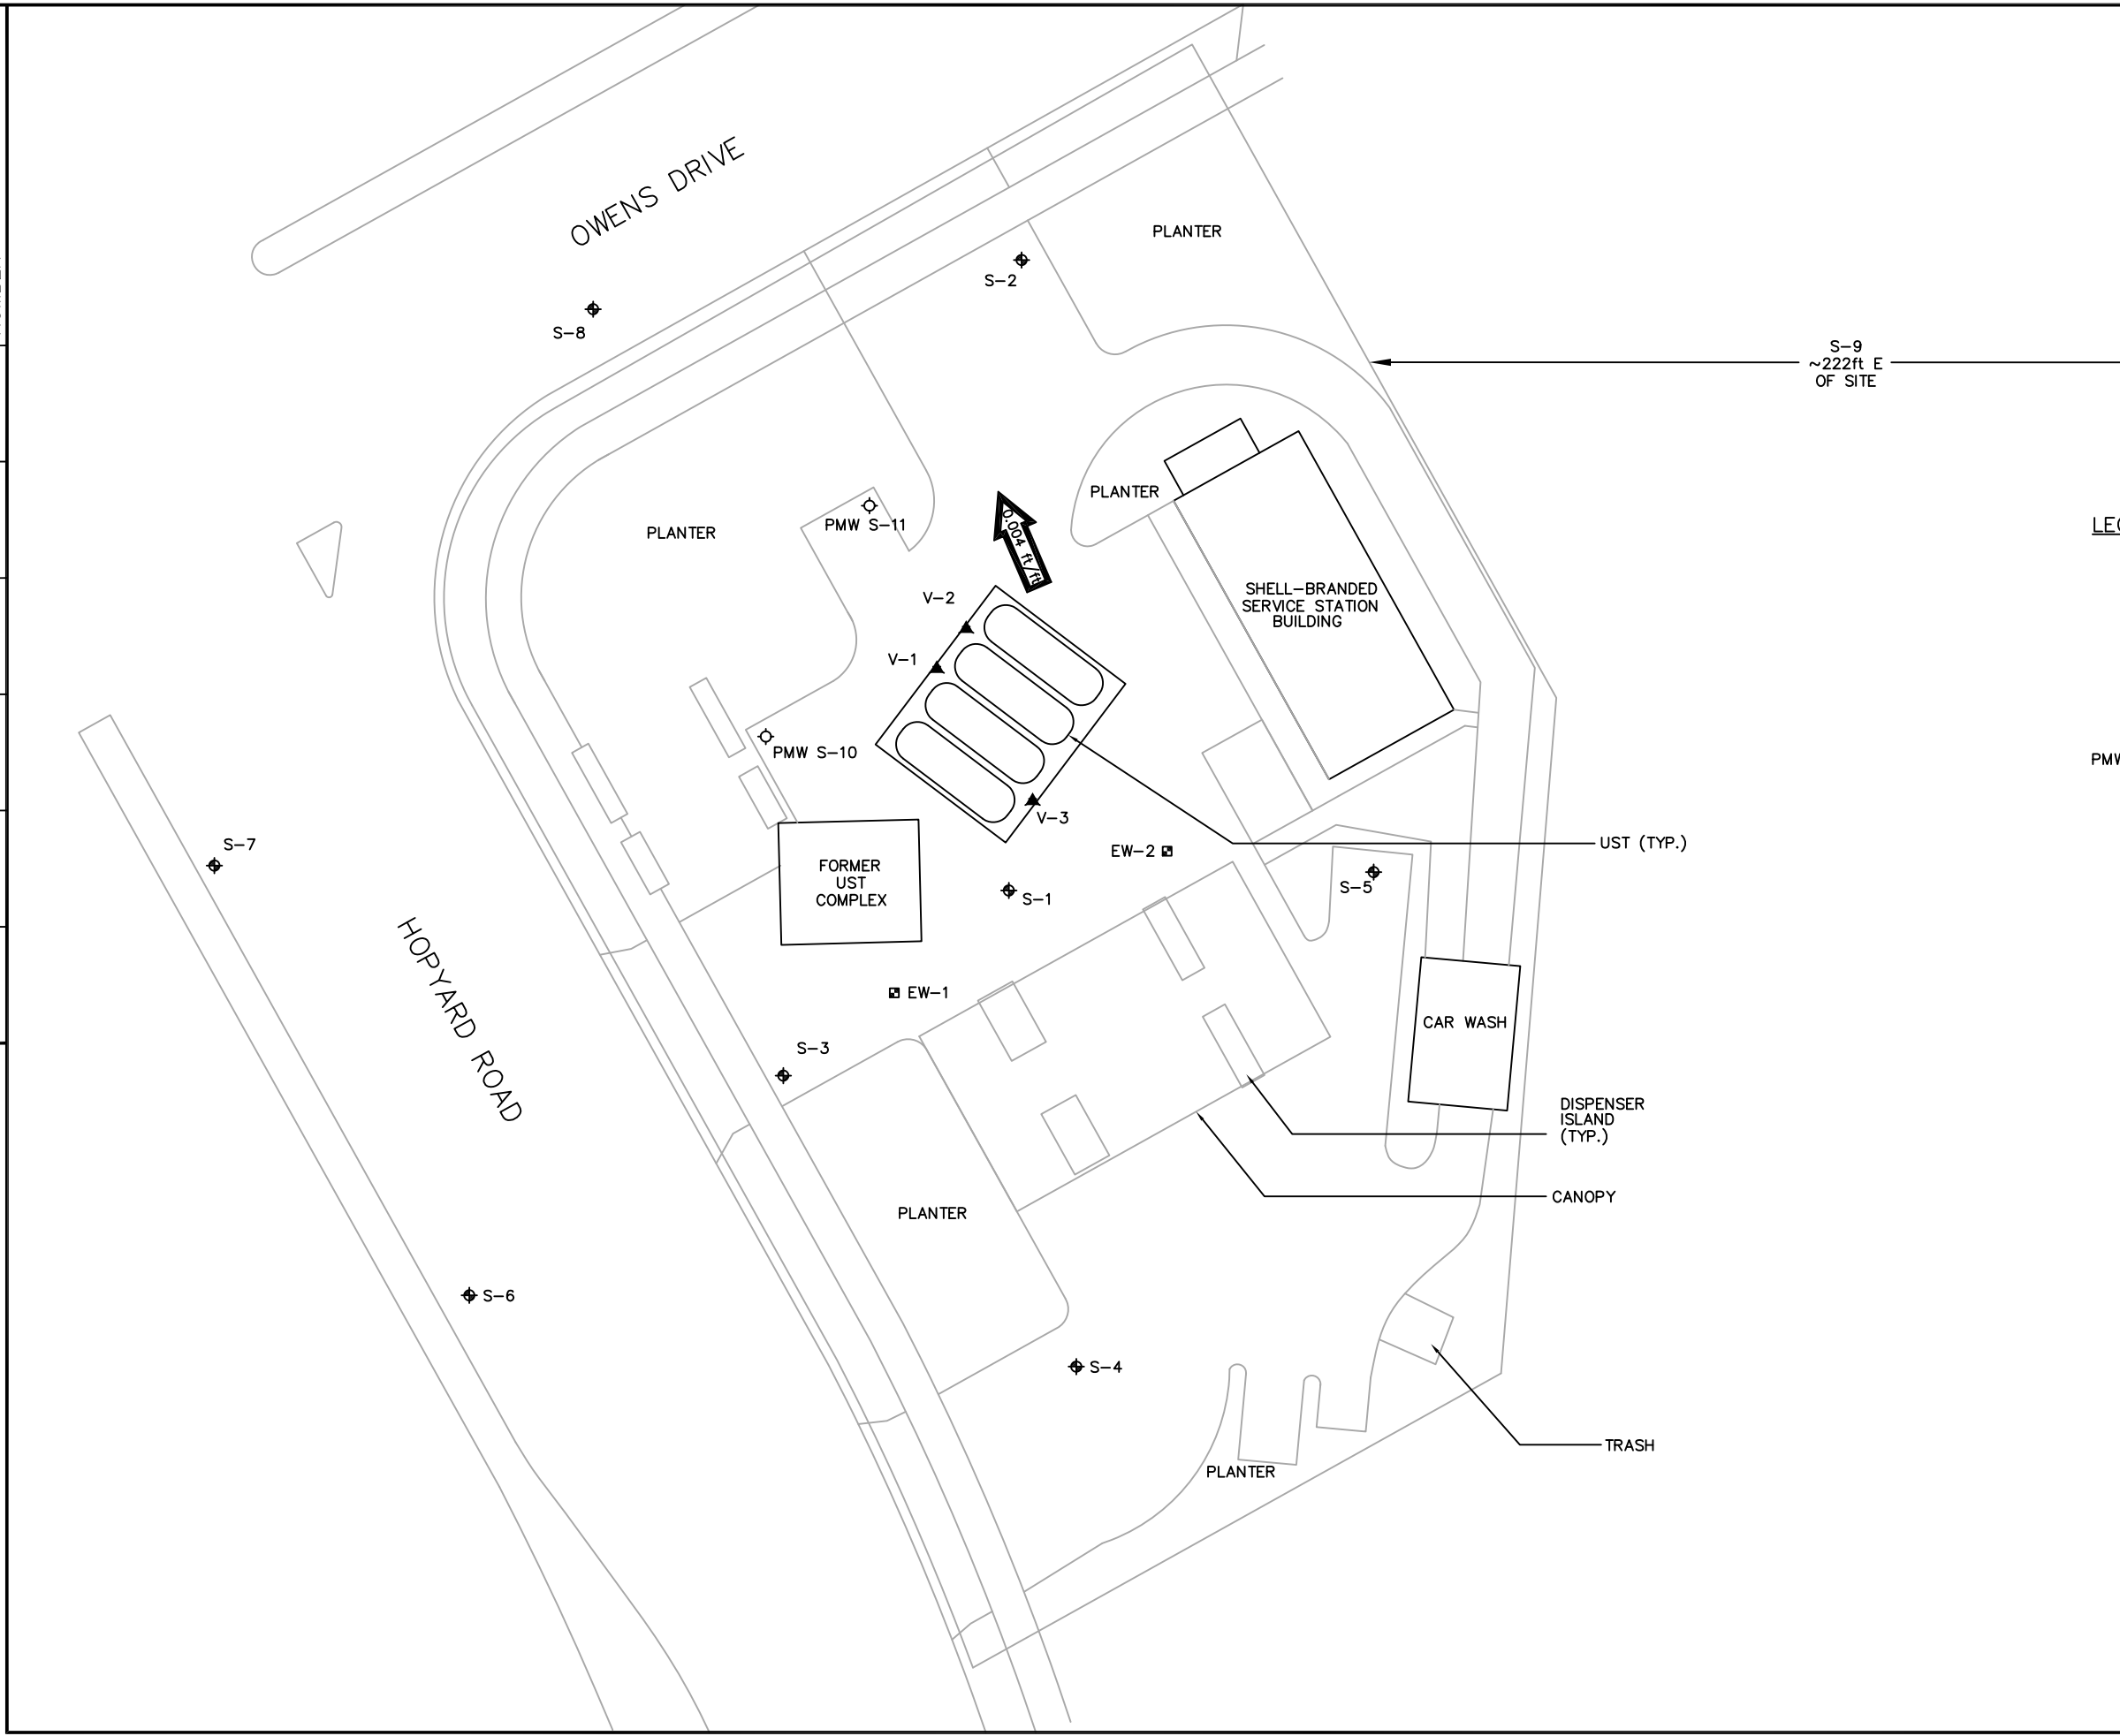 OWENS DRIVE
PLANTER
S-2
S-8
S-9
~222ft E
OF SITE
PLANTER
PMW S-11
PLANTER
0.004 ft/ft
V-2
SHELL-BRANDED
SERVICE STATION
BUILDING
V-1
PMW S-10
PMW
V-3
S-7
EW-2
UST (TYP.)
FORMER
UST
COMPLEX
S-5
S-1
HOPYARD ROAD
EW-1
CAR WASH
S-3
DISPENSER
ISLAND
(TYP.)
CANOPY
PLANTER
S-6
S-4
TRASH
PLANTER